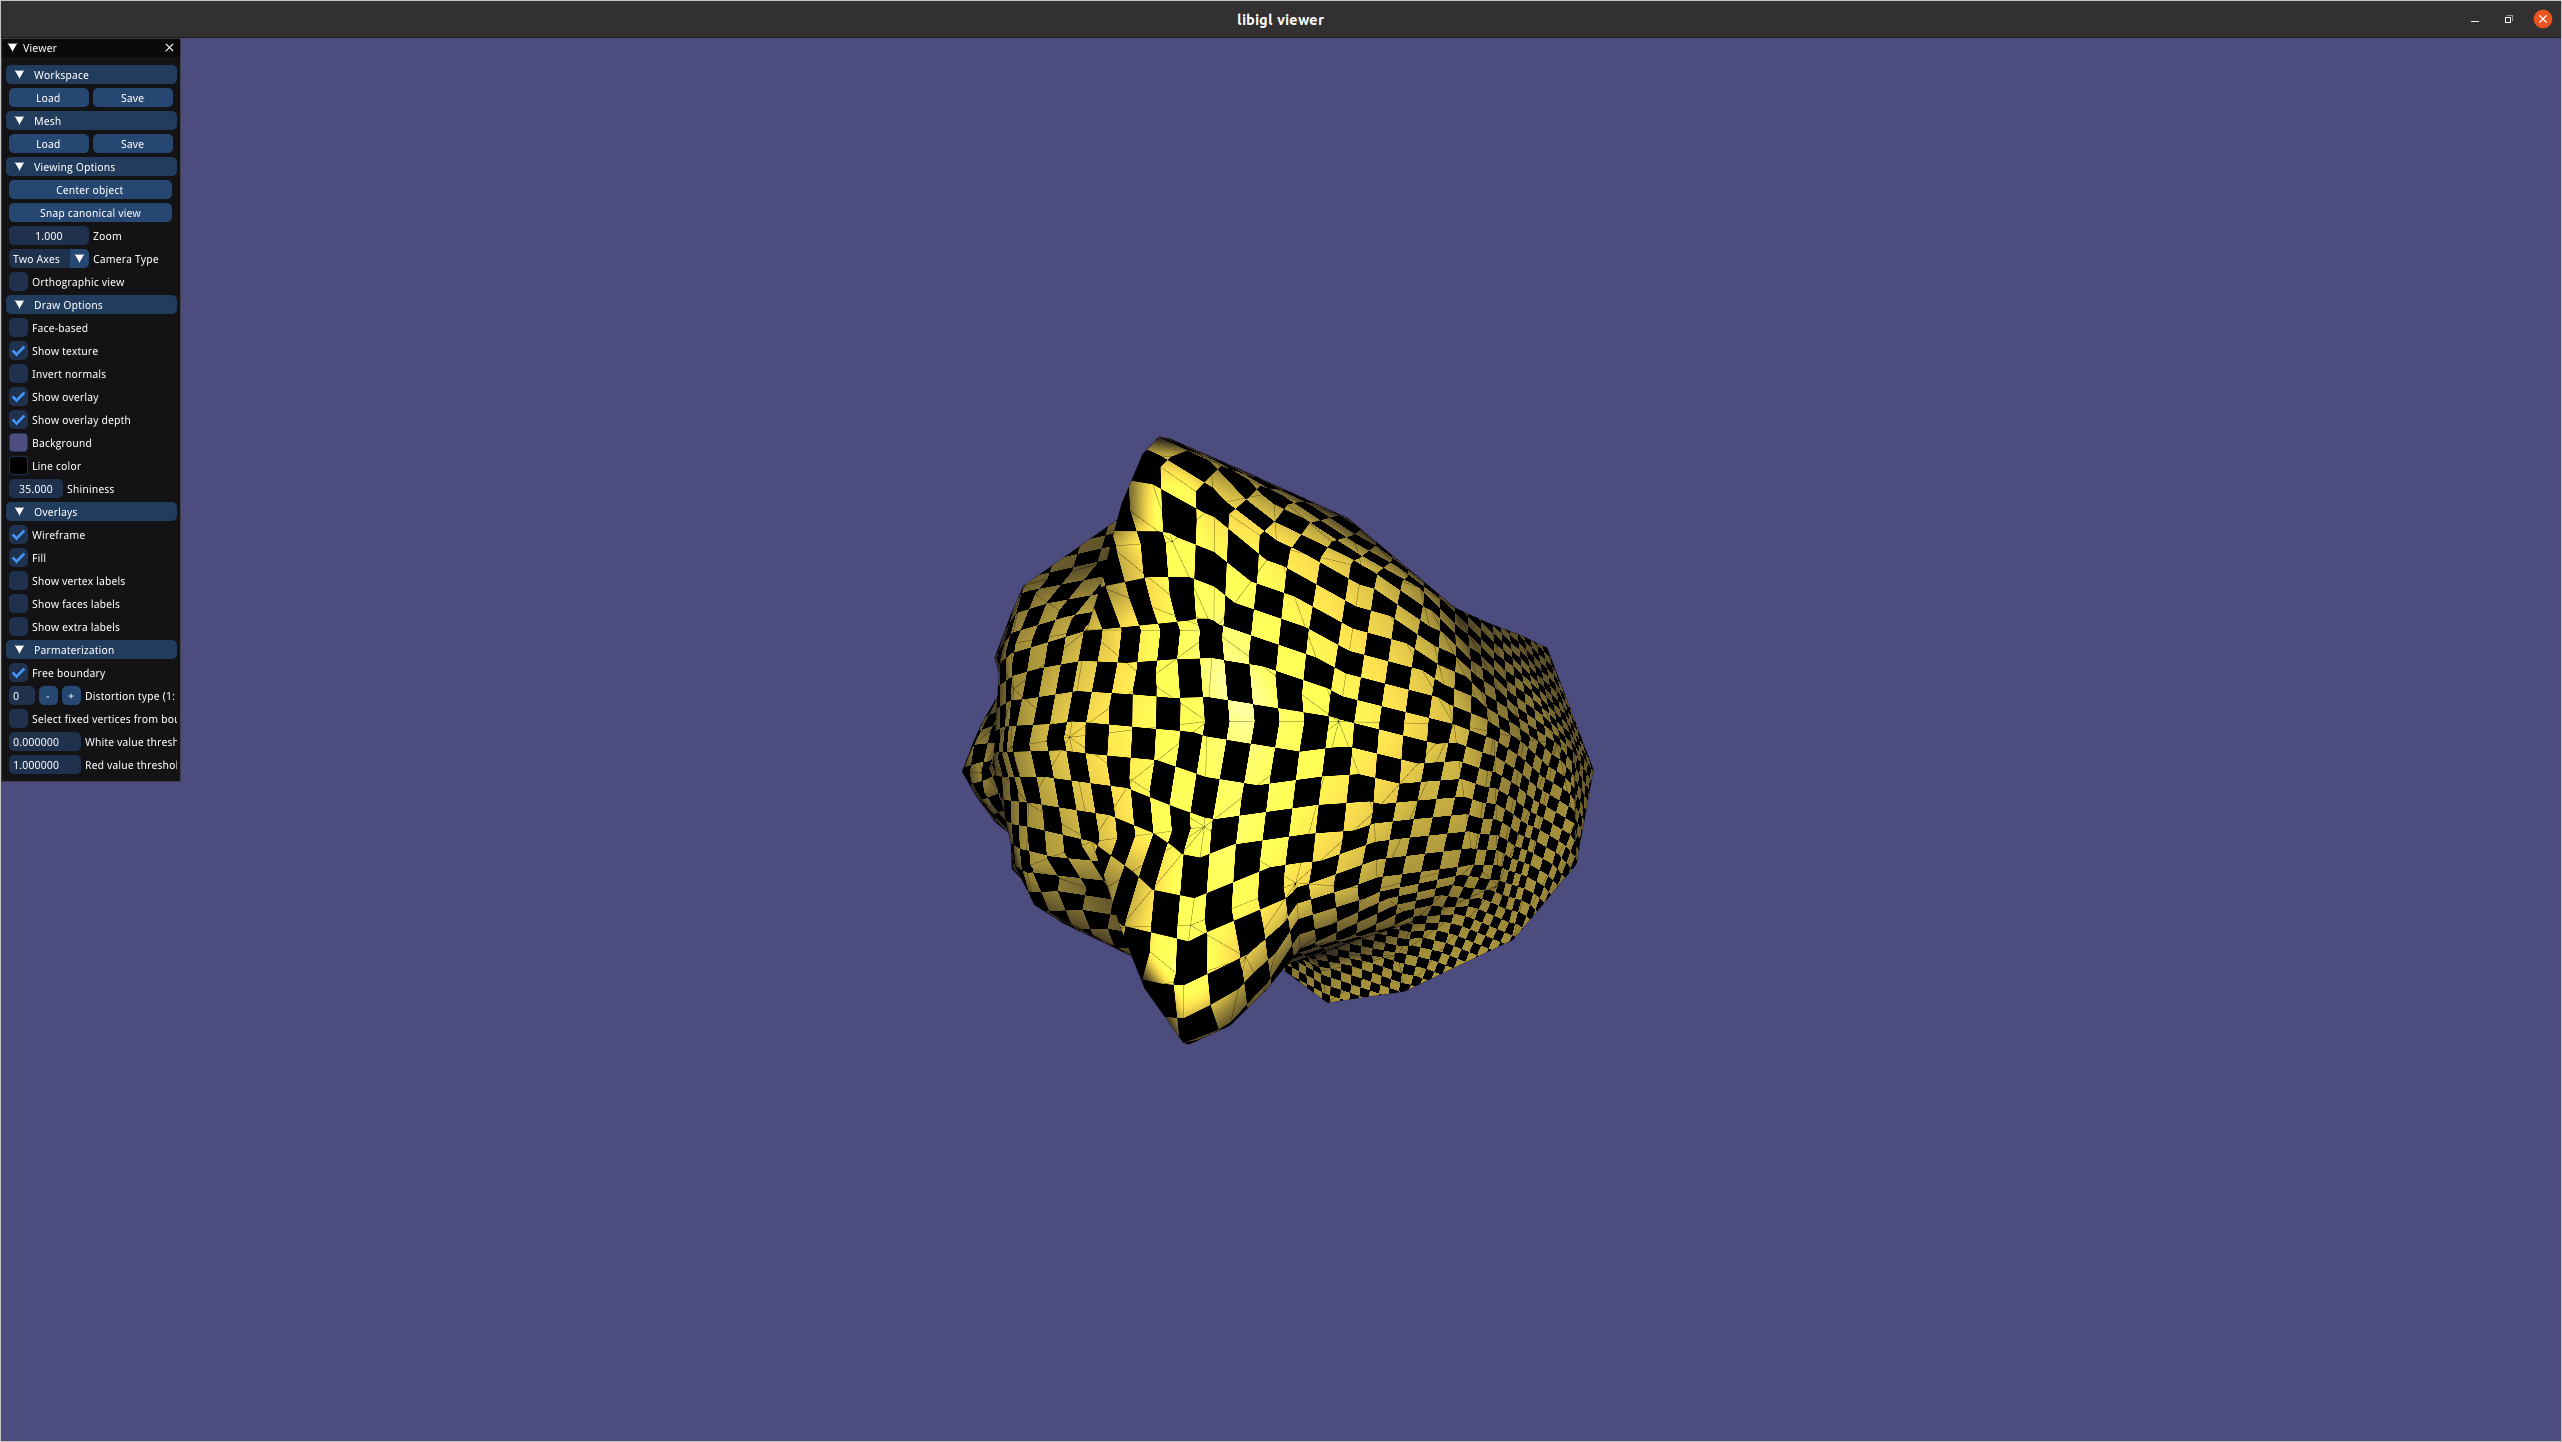 libigl viewer
Viewer
Workspace
Load Save
Mesh
Load Save
Viewing Options
Center object
Snap canonical view
1.000 Zoom
Two Axes Camera Type
Orthographic view
Draw Options
Face-based
Show texture
Invert normals
Show overlay
Show overlay depth
Background
Line color
35.000 Shininess
Overlays
Wireframe
Fill
Show vertex labels
Show faces labels
Show extra labels
Parmaterization
Free boundary
0 - + Distortion type (1:
Select fixed vertices from bou
0.000000 White value thresh
1.000000 Red value threshol